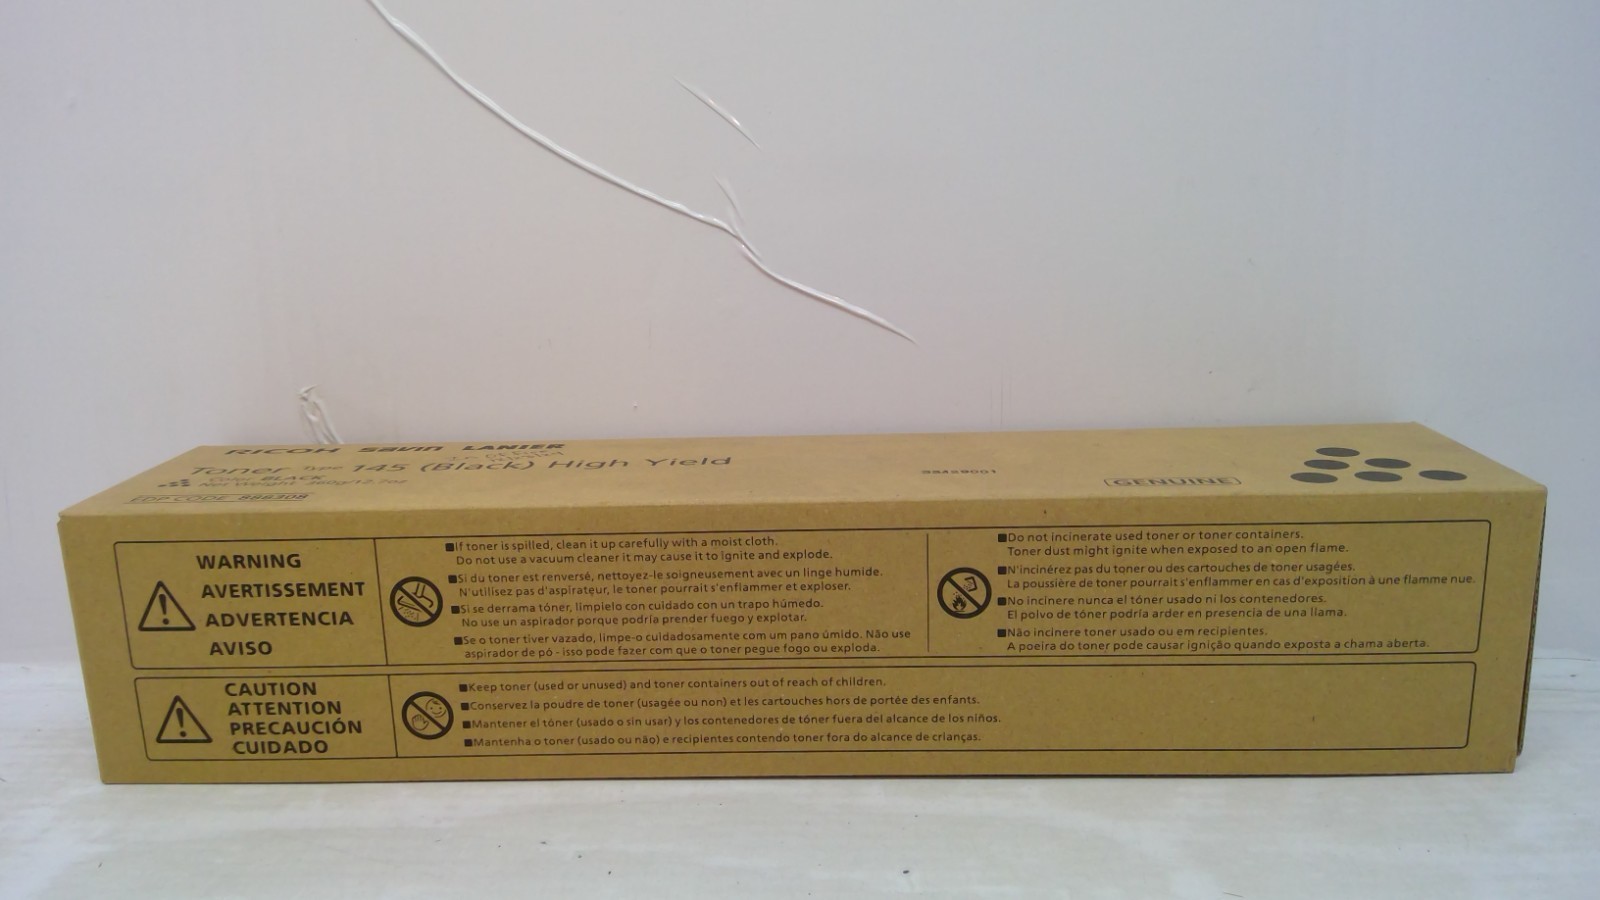 RICOH Savin LANIER
Toner Type 145 (Black) High Yield
Color: BLACK
Net Weight: 360g/12.7oz
EDP CODE 888308
GENUINE
WARNING
AVERTISSEMENT
ADVERTENCIA
AVISO
■If toner is spilled, clean it up carefully with a moist cloth.
Do not use a vacuum cleaner it may cause it to ignite and explode.
■Si du toner est renversé, nettoyez-le soigneusement avec un linge humide.
N'utilisez pas d'aspirateur, le toner pourrait s'enflammer et exploser.
■Si se derrama tóner, limpielo con cuidado con un trapo húmedo.
No use un aspirador porque podría prender fuego y explotar.
■Se o toner tiver vazado, limpe-o cuidadosamente com um pano úmido. Não use
aspirador de pó - isso pode fazer com que o toner pegue fogo ou exploda.
■Do not incinerate used toner or toner containers.
Toner dust might ignite when exposed to an open flame.
■N'incinérez pas du toner ou des cartouches de toner usagées.
La poussière de toner pourrait s'enflammer en cas d'exposition à une flamme nue.
■No incinere nunca el tóner usado ni los contenedores.
El polvo de tóner podría arder en presencia de una llama.
■Não incinere toner usado ou em recipientes.
A poeira do toner pode causar ignição quando exposta a chama aberta.
CAUTION
ATTENTION
PRECAUCIÓN
CUIDADO
■Keep toner (used or unused) and toner containers out of reach of children.
■Conservez la poudre de toner (usagée ou non) et les cartouches hors de portée des enfants.
■Mantener el tóner (usado o sin usar) y los contenedores de tóner fuera del alcance de los niños.
■Mantenha o toner (usado ou não) e recipientes contendo toner fora do alcance de crianças.